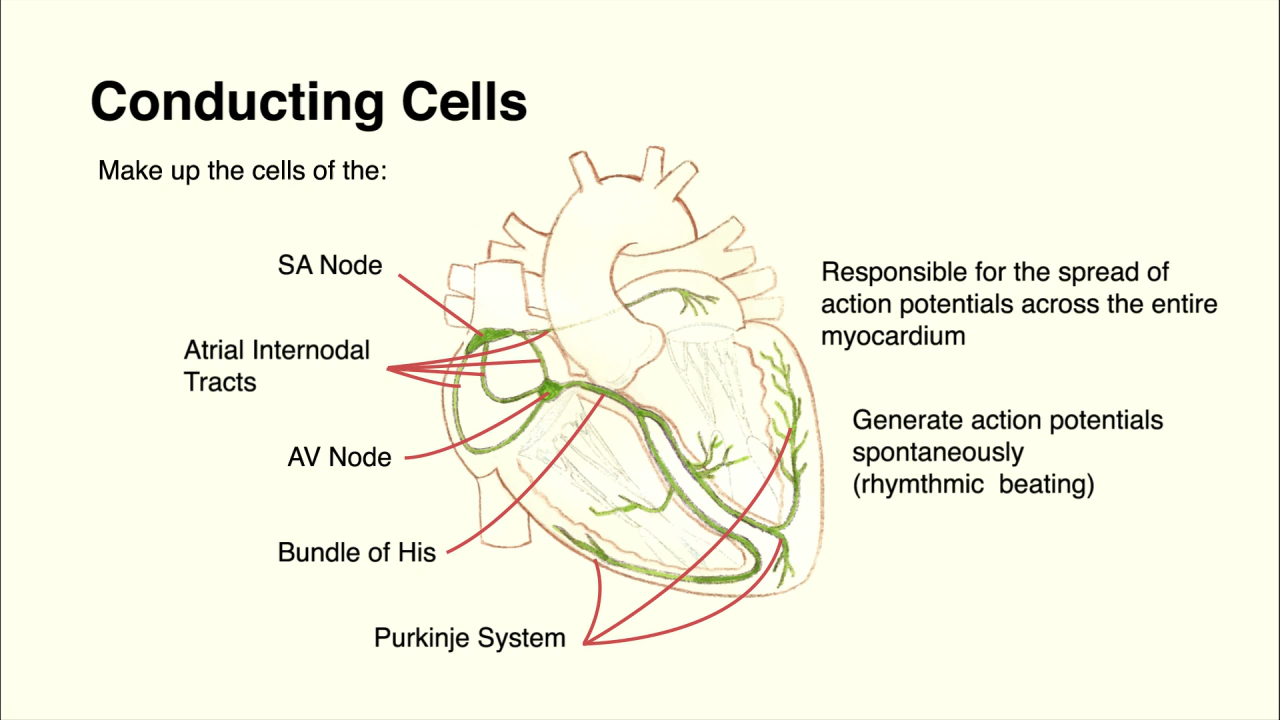 Conducting Cells
Make up the cells of the:
SA Node
Atrial Internodal
Tracts
AV Node
Bundle of His
Purkinje System
Responsible for the spread of
action potentials across the entire
myocardium
Generate action potentials
spontaneously
(rhymthmic  beating)